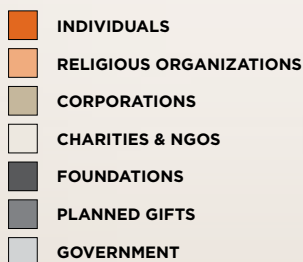 INDIVIDUALS
RELIGIOUS ORGANIZATIONS
CORPORATIONS
CHARITIES & NGOS
FOUNDATIONS
PLANNED GIFTS
GOVERNMENT